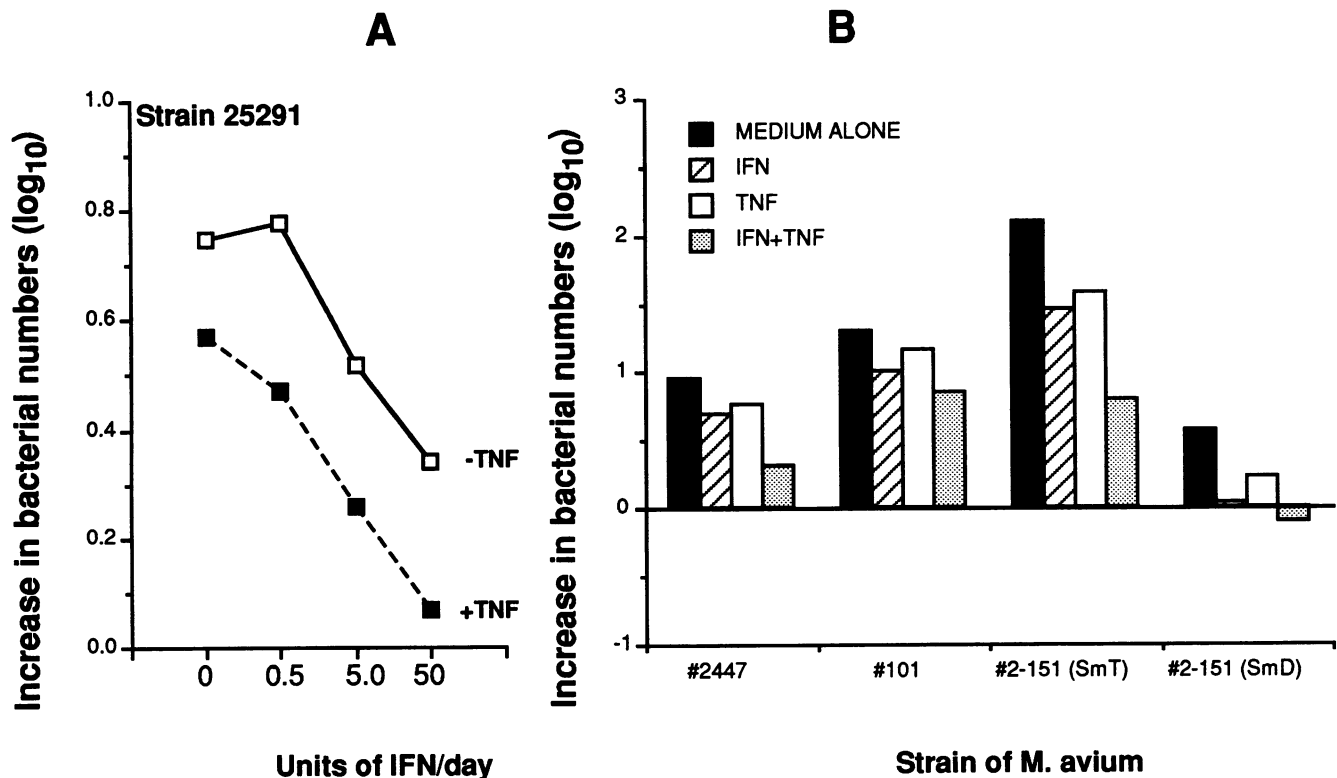 A
Increase in bacterial numbers (log10)
1.0
0.8
0.6
0.4
0.2
0.0
Strain 25291
-TNF
+TNF
0 0.5 5.0 50
Units of IFN/day
B
Increase in bacterial numbers (log10)
3
2
1
0
-1
MEDIUM ALONE
IFN
TNF
IFN+TNF
#2447 #101 #2-151 (SmT) #2-151 (SmD)
Strain of M. avium